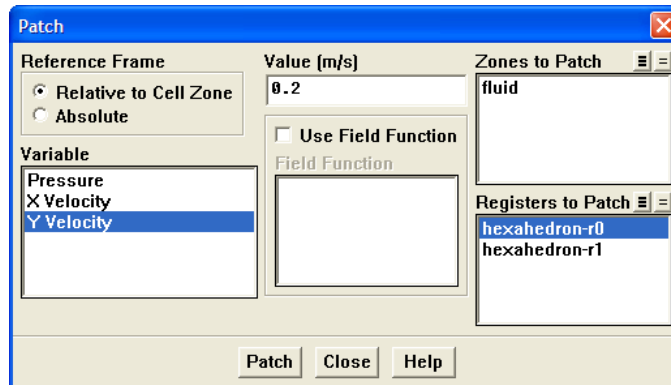 Patch
Reference Frame
Relative to Cell Zone
Absolute
Variable
Pressure
X Velocity
Y Velocity
Value (m/s)
0.2
Use Field Function
Field Function
Zones to Patch
fluid
Registers to Patch
hexahedron-r0
hexahedron-r1
Patch Close Help